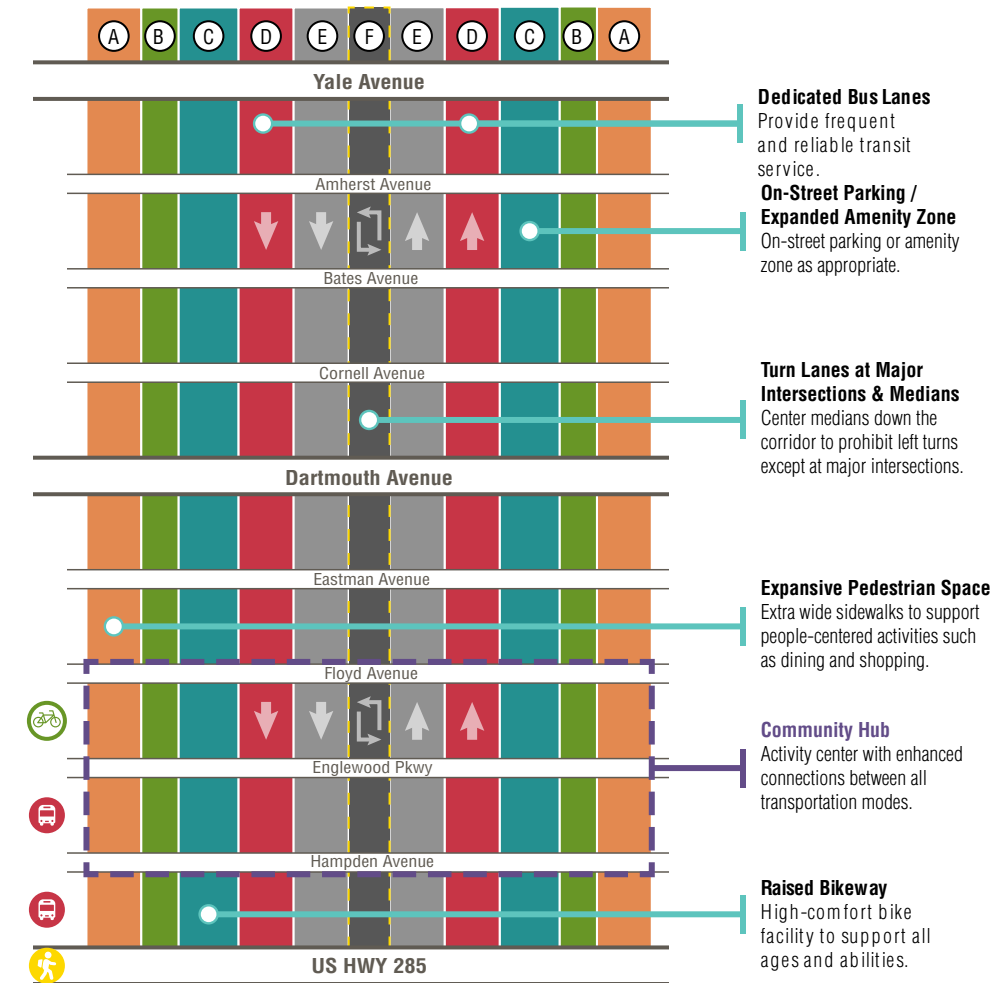 A B C D E F E D C B A
Yale Avenue
Dedicated Bus Lanes
Provide frequent
and reliable transit
service.
Amherst Avenue
On-Street Parking /
Expanded Amenity Zone
On-street parking or amenity
zone as appropriate.
Bates Avenue
Cornell Avenue
Turn Lanes at Major
Intersections & Medians
Center medians down the
corridor to prohibit left turns
except at major intersections.
Dartmouth Avenue
Eastman Avenue
Expansive Pedestrian Space
Extra wide sidewalks to support
people-centered activities such
as dining and shopping.
Floyd Avenue
Community Hub
Activity center with enhanced
connections between all
transportation modes.
Englewood Pkwy
Hampden Avenue
Raised Bikeway
High-comfort bike
facility to support all
ages and abilities.
US HWY 285